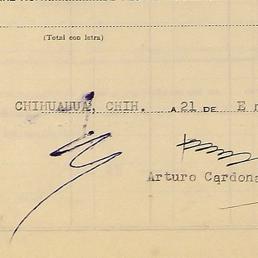 (Total con letra)
CHIHUAHUA, CHIH. A 21 DE E
Arturo Cardona